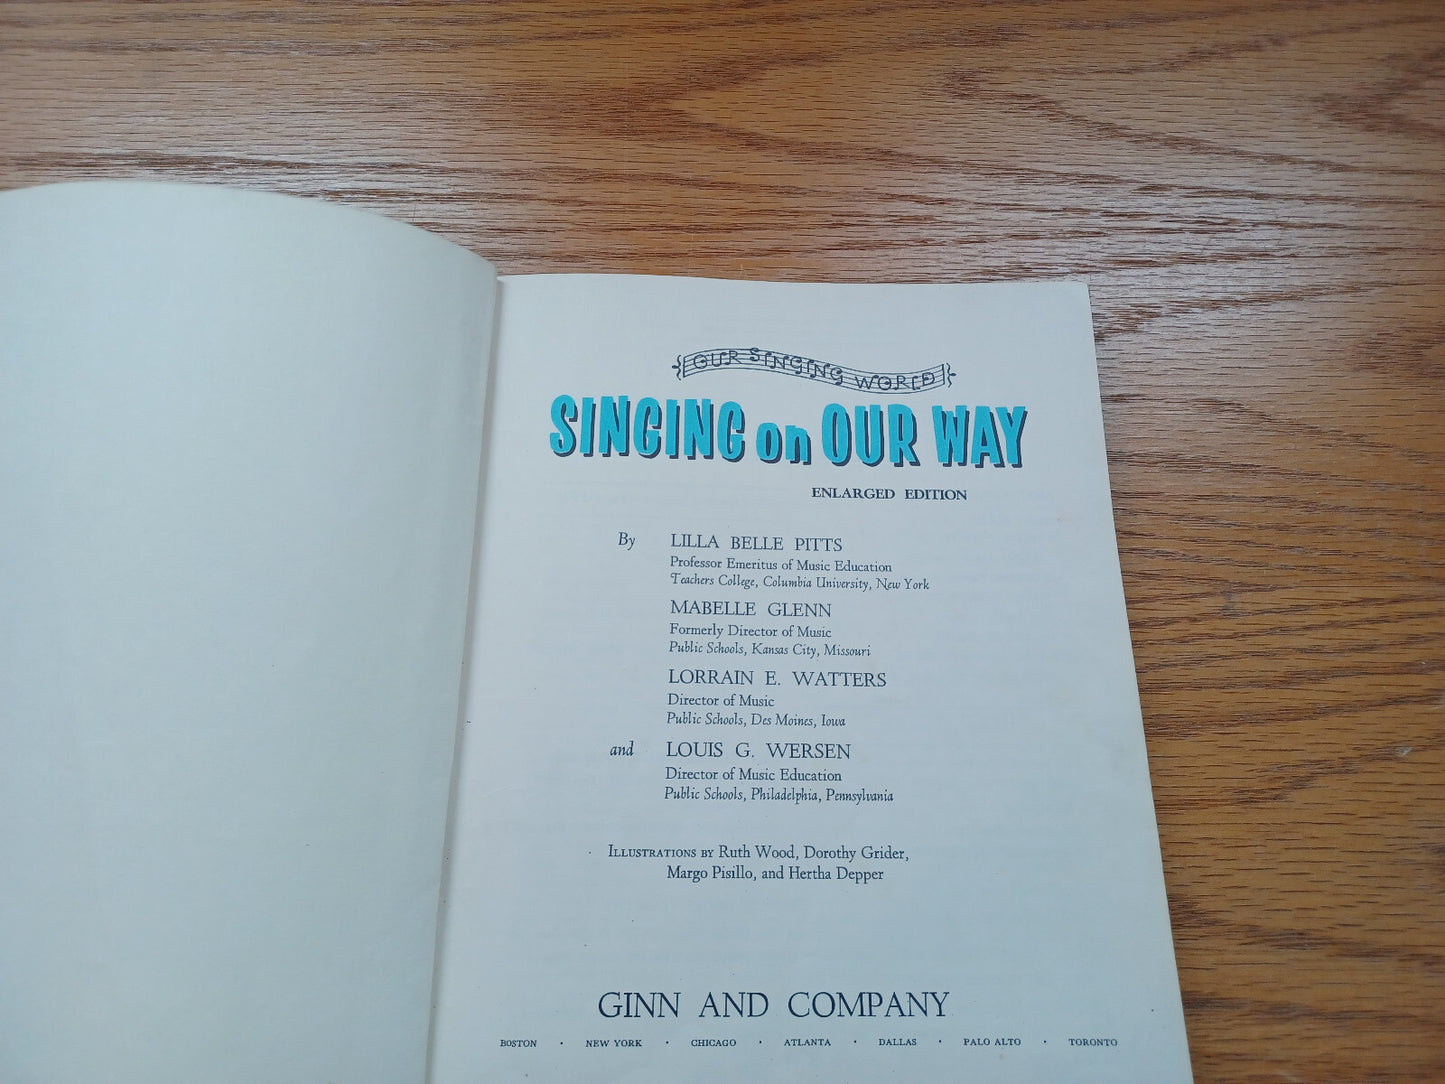 OUR SINGING WORLD
SINGING on OUR WAY
ENLARGED EDITION
By LILLA BELLE PITTS
Professor Emeritus of Music Education
Teachers College, Columbia University, New York
MABELLE GLENN
Formerly Director of Music
Public Schools, Kansas City, Missouri
LORRAIN E. WATTERS
Director of Music
Public Schools, Des Moines, Iowa
and LOUIS G. WERSEN
Director of Music Education
Public Schools, Philadelphia, Pennsylvania
ILLUSTRATIONS BY Ruth Wood, Dorothy Grider,
Margo Pisillo, and Hertha Depper
GINN AND COMPANY
BOSTON · NEW YORK · CHICAGO · ATLANTA · DALLAS · PALO ALTO · TORONTO